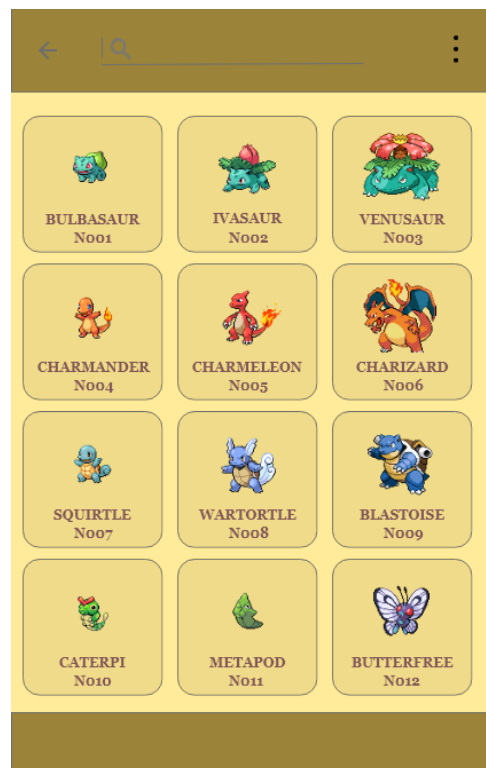 BULBASAUR
N001
IVASAUR
N002
VENUSAUR
N003
CHARMANDER
N004
CHARMELEON
N005
CHARIZARD
N006
SQUIRTLE
N007
WARTORTLE
N008
BLASTOISE
N009
CATERPI
N010
METAPOD
N011
BUTTERFREE
N012